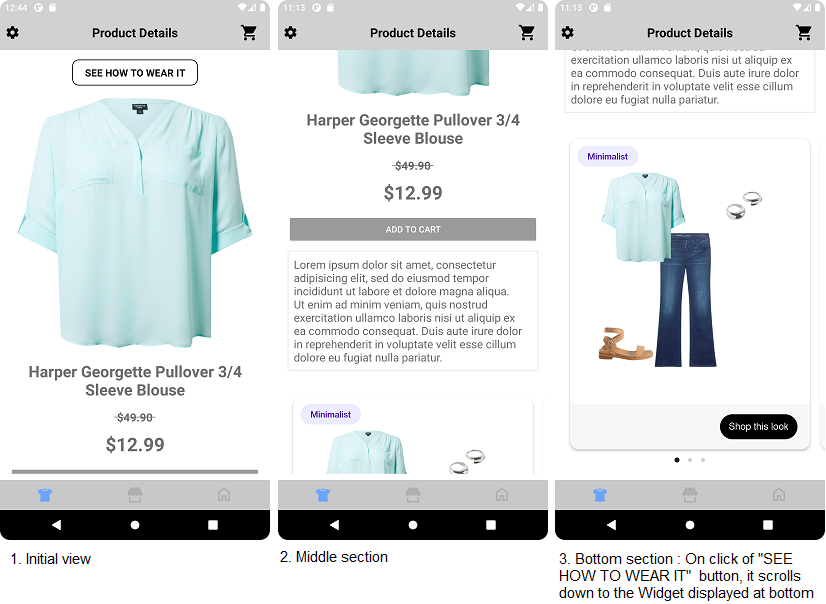 12:44
Product Details
SEE HOW TO WEAR IT
Harper Georgette Pullover 3/4
Sleeve Blouse
$49.90
$12.99
1. Initial view
11:13
Product Details
Harper Georgette Pullover 3/4
Sleeve Blouse
$49.90
$12.99
ADD TO CART
Lorem ipsum dolor sit amet, consectetur
adipisicing elit, sed do eiusmod tempor
incididunt ut labore et dolore magna aliqua.
Ut enim ad minim veniam, quis nostrud
exercitation ullamco laboris nisi ut aliquip ex
ea commodo consequat. Duis aute irure dolor
in reprehenderit in voluptate velit esse cillum
dolore eu fugiat nulla pariatur.
Minimalist
2. Middle section
11:13
Product Details
Ut enim ad minim veniam, quis nostrud
exercitation ullamco laboris nisi ut aliquip ex
ea commodo consequat. Duis aute irure dolor
in reprehenderit in voluptate velit esse cillum
dolore eu fugiat nulla pariatur.
Minimalist
Shop this look
3. Bottom section : On click of "SEE
HOW TO WEAR IT" button, it scrolls
down to the Widget displayed at bottom